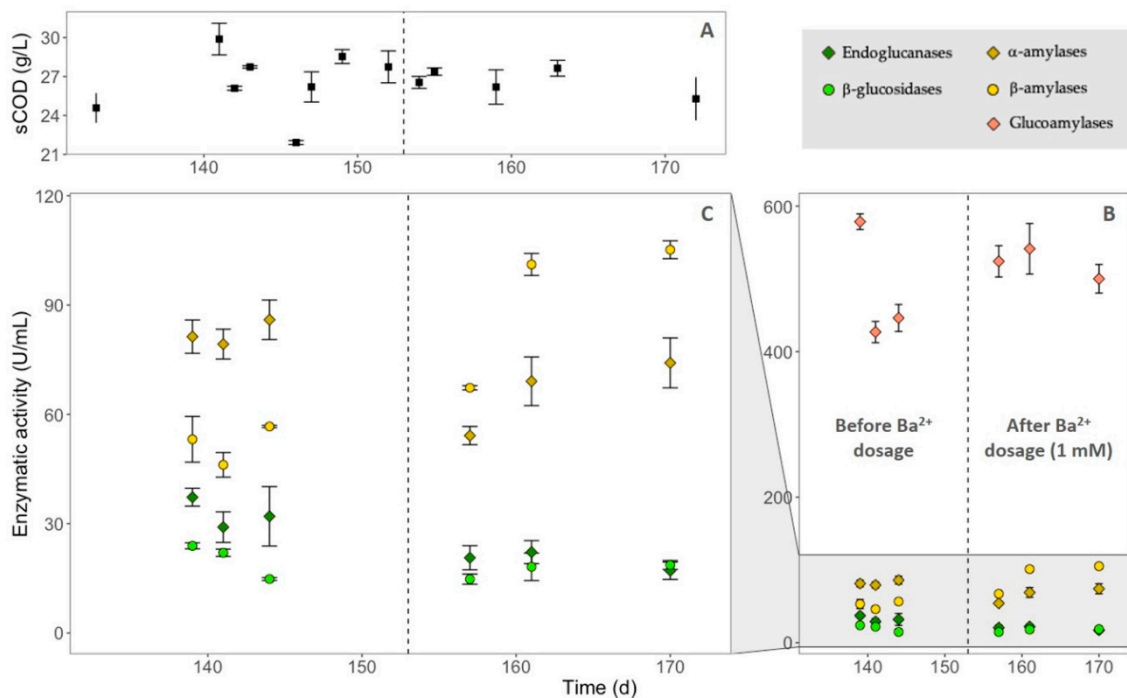 A
sCOD (g/L)
30
27
24
21
140
150
160
170
Endoglucanases
β-glucosidases
α-amylases
β-amylases
Glucoamylases
C
Enzymatic activity (U/mL)
120
90
60
30
0
140
150
160
170
Time (d)
B
600
400
200
0
Before Ba²⁺
dosage
After Ba²⁺
dosage (1 mM)
140
150
160
170